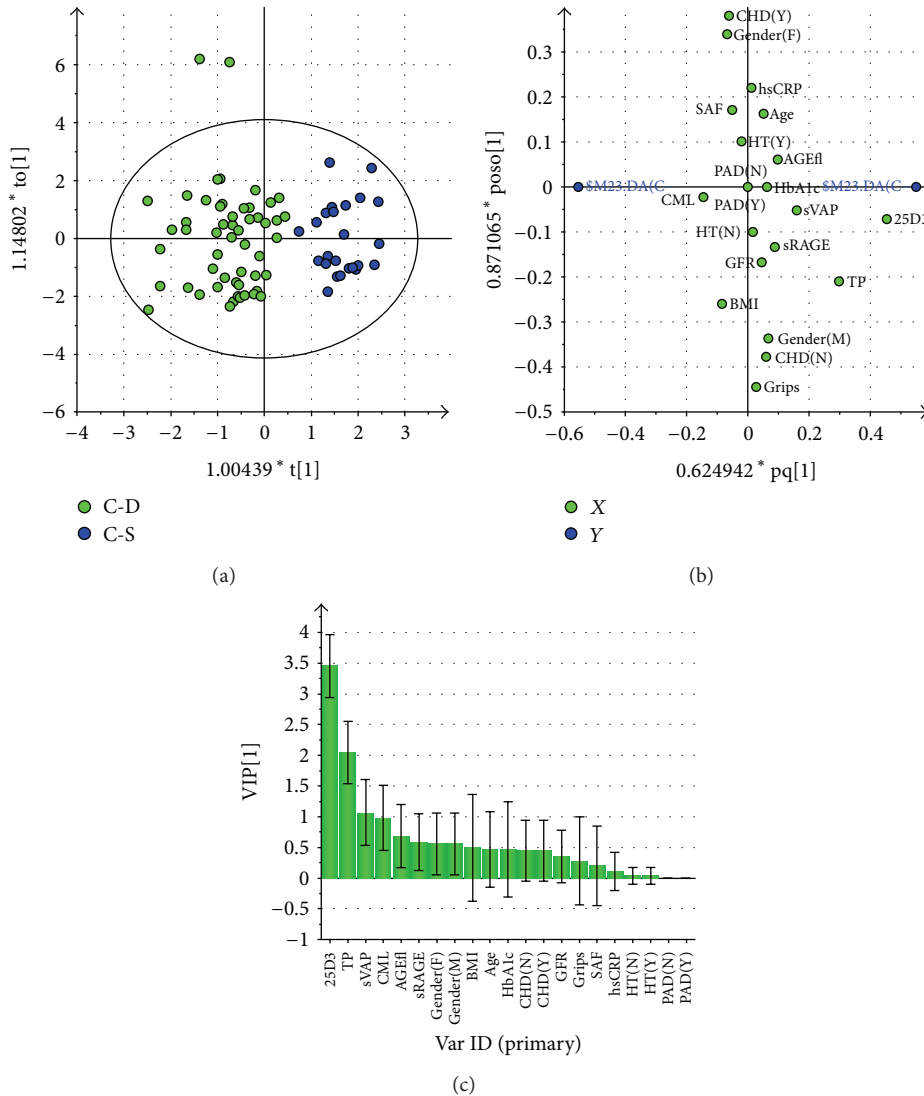 6
4
2
0
−2
−4
−6
1.14802 * to[1]
−4 −3 −2 −1 0 1 2 3
1.00439 * t[1]
C-D
C-S
(a)
0.3
0.2
0.1
0
−0.1
−0.2
−0.3
−0.4
−0.5
0.871065 * poso[1]
CHD(Y)
Gender(F)
hsCRP
SAF
Age
HT(Y)
AGEfl
PAD(N)
$M23.DA(C
HbA1c
$M23.DA(C
CML
PAD(Y)
sVAP
25D3
HT(N)
sRAGE
GFR
TP
BMI
Gender(M)
CHD(N)
Grips
−0.6 −0.4 −0.2 0 0.2 0.4
0.624942 * pq[1]
X
Y
(b)
4
3.5
3
2.5
2
1.5
1
0.5
0
−0.5
−1
VIP[1]
25D3
TP
sVAP
CML
AGEfl
sRAGE
Gender(F)
Gender(M)
BMI
Age
HbA1c
CHD(N)
CHD(Y)
GFR
Grips
SAF
hsCRP
HT(N)
HT(Y)
PAD(N)
PAD(Y)
Var ID (primary)
(c)